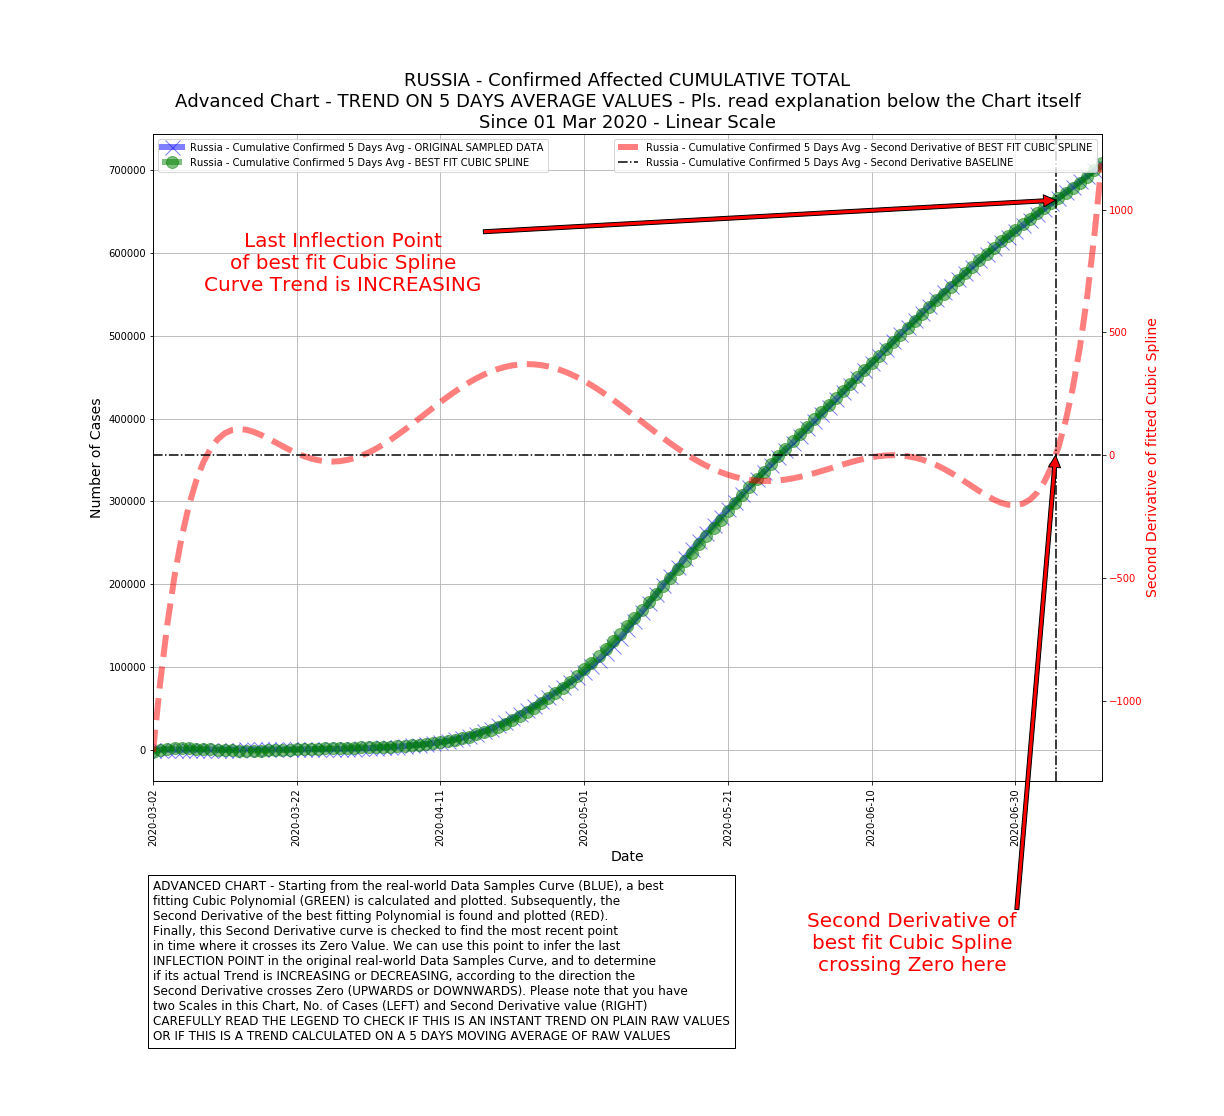 RUSSIA - Confirmed Affected CUMULATIVE TOTAL
Advanced Chart - TREND ON 5 DAYS AVERAGE VALUES - Pls. read explanation below the Chart itself
Since 01 Mar 2020 - Linear Scale
Russia - Cumulative Confirmed 5 Days Avg - ORIGINAL SAMPLED DATA
Russia - Cumulative Confirmed 5 Days Avg - BEST FIT CUBIC SPLINE
Russia - Cumulative Confirmed 5 Days Avg - Second Derivative of BEST FIT CUBIC SPLINE
Russia - Cumulative Confirmed 5 Days Avg - Second Derivative BASELINE
Last Inflection Point
of best fit Cubic Spline
Curve Trend is INCREASING
Number of Cases
700000
600000
500000
400000
300000
200000
100000
0
1000
500
0
−500
−1000
Second Derivative of fitted Cubic Spline
2020-03-02
2020-03-22
2020-04-11
2020-05-01
2020-05-21
2020-06-10
2020-06-30
Date
ADVANCED CHART - Starting from the real-world Data Samples Curve (BLUE), a best
fitting Cubic Polynomial (GREEN) is calculated and plotted. Subsequently, the
Second Derivative of the best fitting Polynomial is found and plotted (RED).
Finally, this Second Derivative curve is checked to find the most recent point
in time where it crosses its Zero Value. We can use this point to infer the last
INFLECTION POINT in the original real-world Data Samples Curve, and to determine
if its actual Trend is INCREASING or DECREASING, according to the direction the
Second Derivative crosses Zero (UPWARDS or DOWNWARDS). Please note that you have
two Scales in this Chart, No. of Cases (LEFT) and Second Derivative value (RIGHT)
CAREFULLY READ THE LEGEND TO CHECK IF THIS IS AN INSTANT TREND ON PLAIN RAW VALUES
OR IF THIS IS A TREND CALCULATED ON A 5 DAYS MOVING AVERAGE OF RAW VALUES
Second Derivative of
best fit Cubic Spline
crossing Zero here